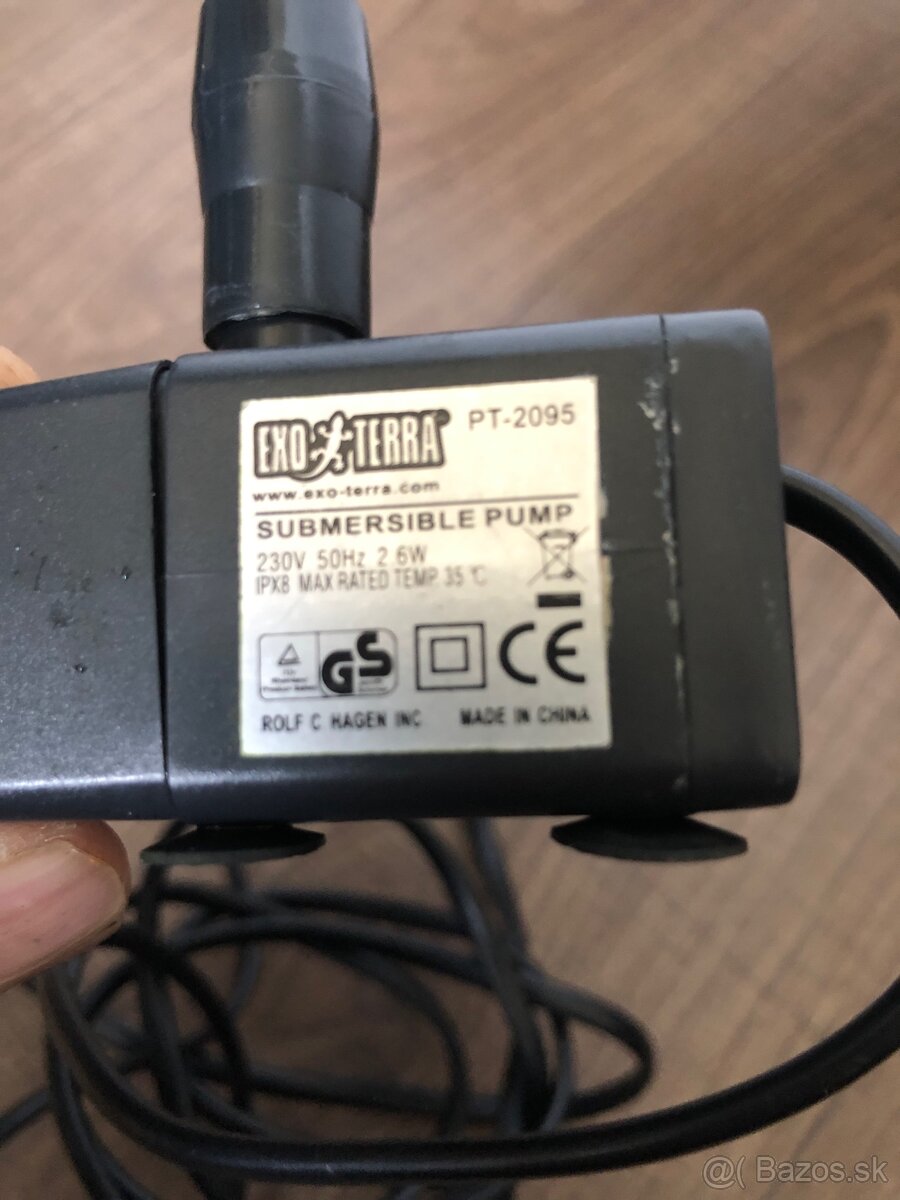 EXO TERRA® PT-2095
www.exo-terra.com
SUBMERSIBLE PUMP
230V 50Hz 2.6W
IPX8 MAX RATED TEMP. 35 ℃
GS CE
ROLF C HAGEN INC MADE IN CHINA
@( Bazos.sk